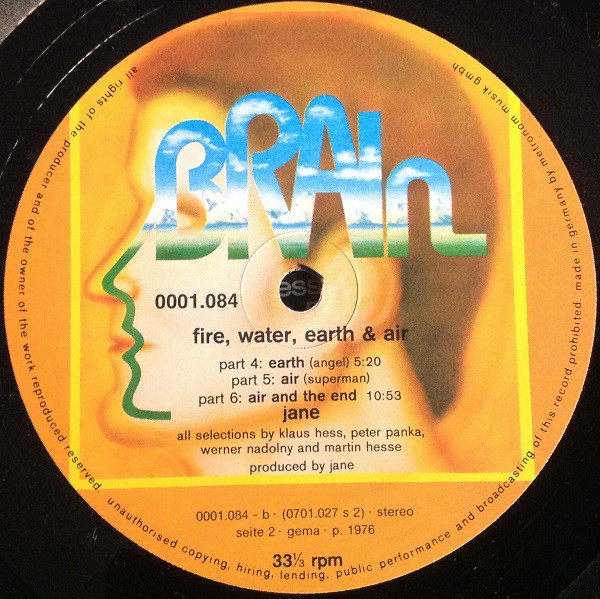 BRAIN
0001.084
ess
fire, water, earth & air
part 4: earth (angel) 5:20
part 5: air (superman)
part 6: air and the end 10:53
jane
all selections by klaus hess, peter panka,
werner nadolny and martin hesse
produced by jane
0001.084 - b · (0701.027 s 2) · stereo
seite 2 · gema · p. 1976
33⅓ rpm
all rights of the producer and of the owner of the work reproduced reserved. unauthorised copying, hiring, lending, public performance and broadcasting of this record prohibited made in germany by metronom musik gmbh